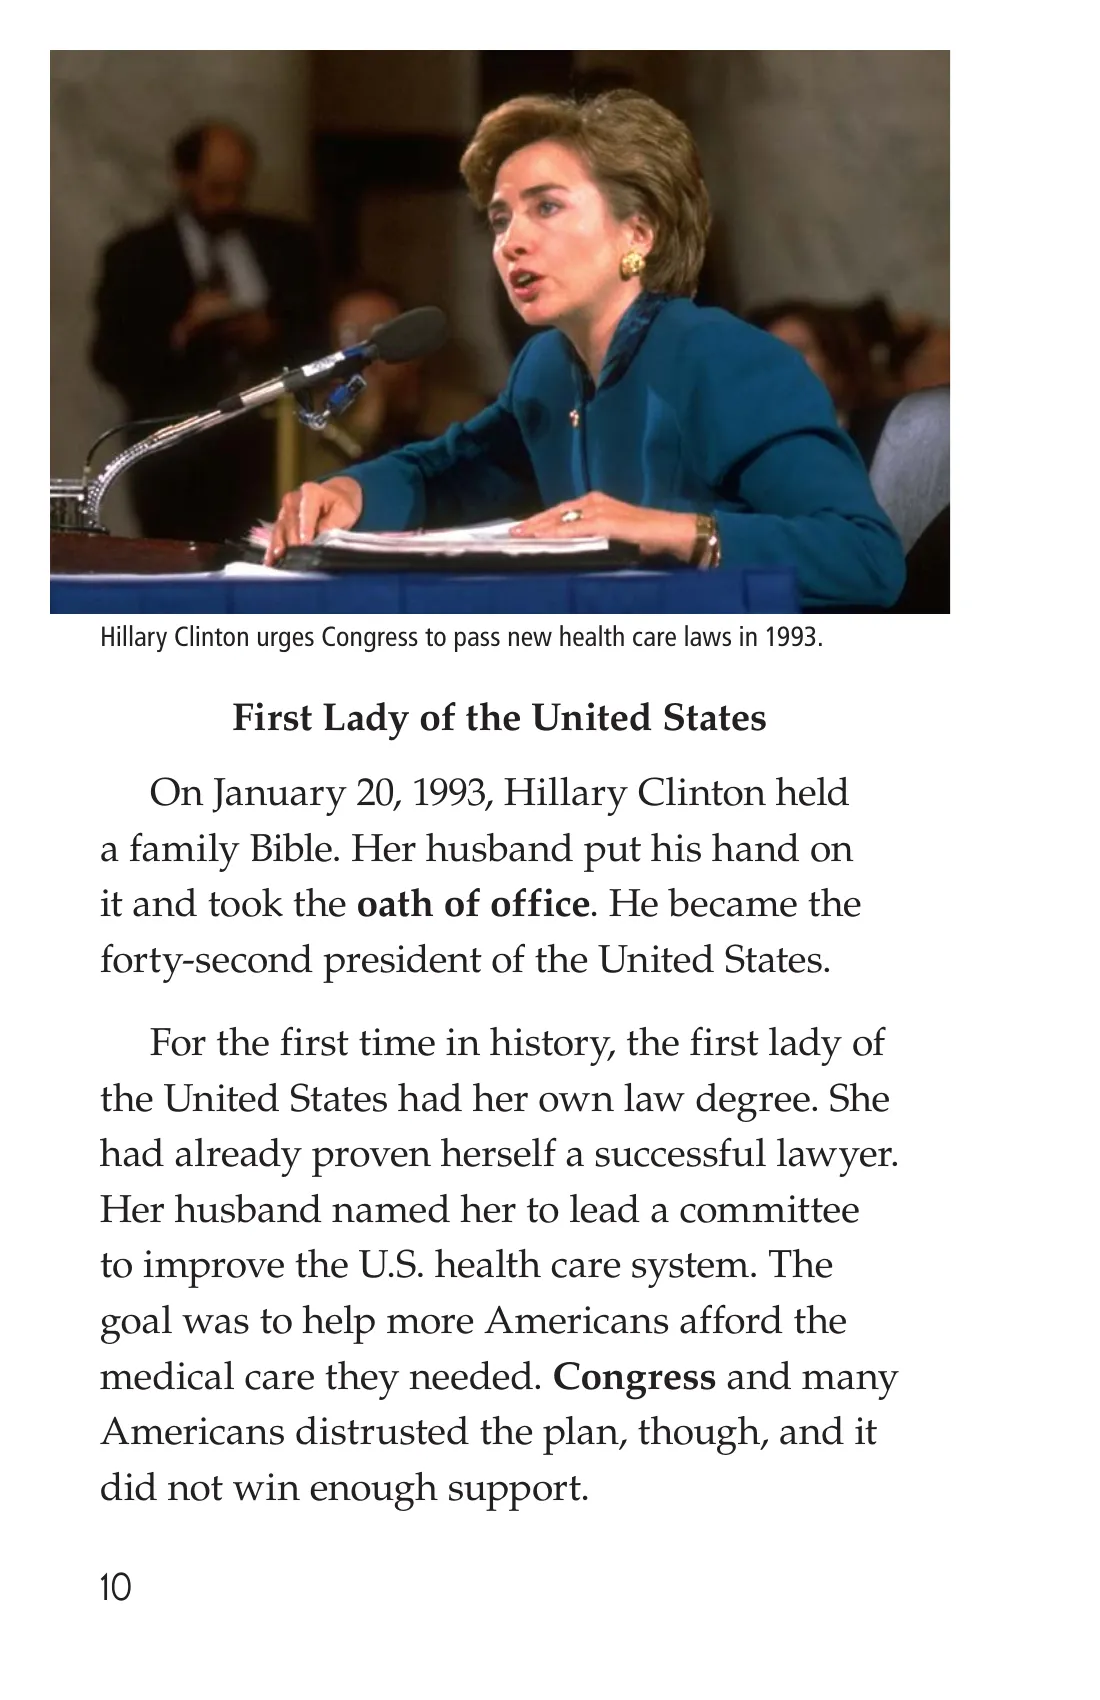 Hillary Clinton urges Congress to pass new health care laws in 1993.
First Lady of the United States
On January 20, 1993, Hillary Clinton held
a family Bible. Her husband put his hand on
it and took the oath of office. He became the
forty-second president of the United States.
For the first time in history, the first lady of
the United States had her own law degree. She
had already proven herself a successful lawyer.
Her husband named her to lead a committee
to improve the U.S. health care system. The
goal was to help more Americans afford the
medical care they needed. Congress and many
Americans distrusted the plan, though, and it
did not win enough support.
10